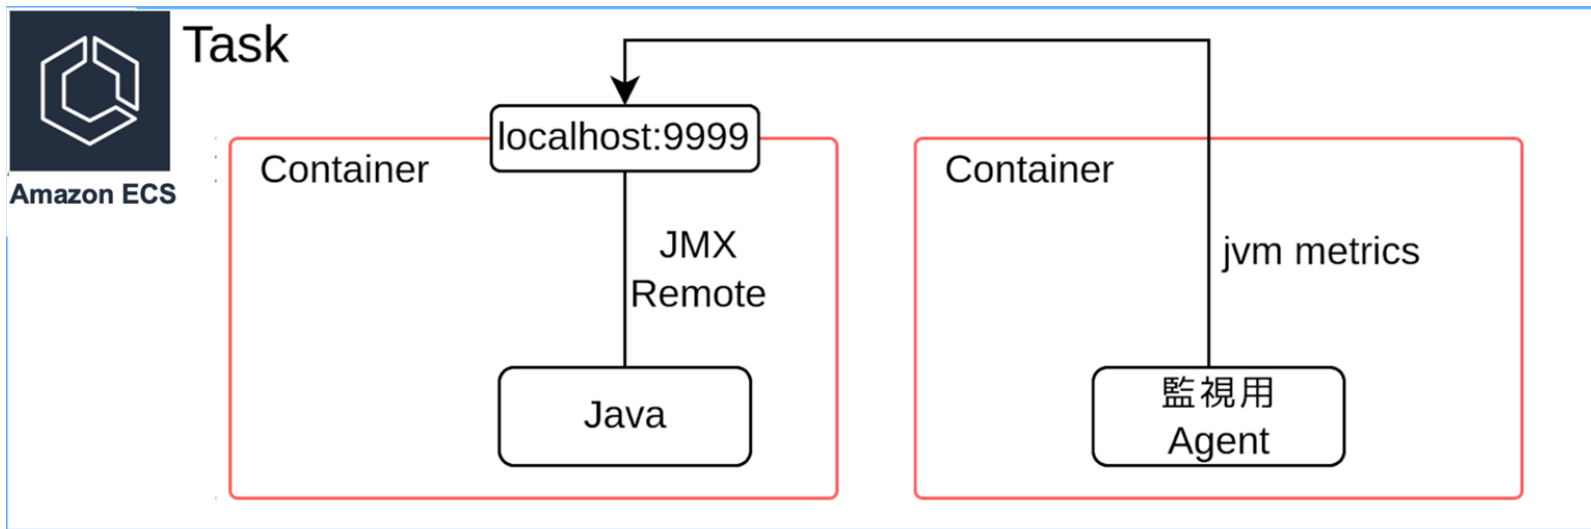 Task
Amazon ECS
localhost:9999
Container
JMX
Remote
Java
Container
jvm metrics
監視用
Agent